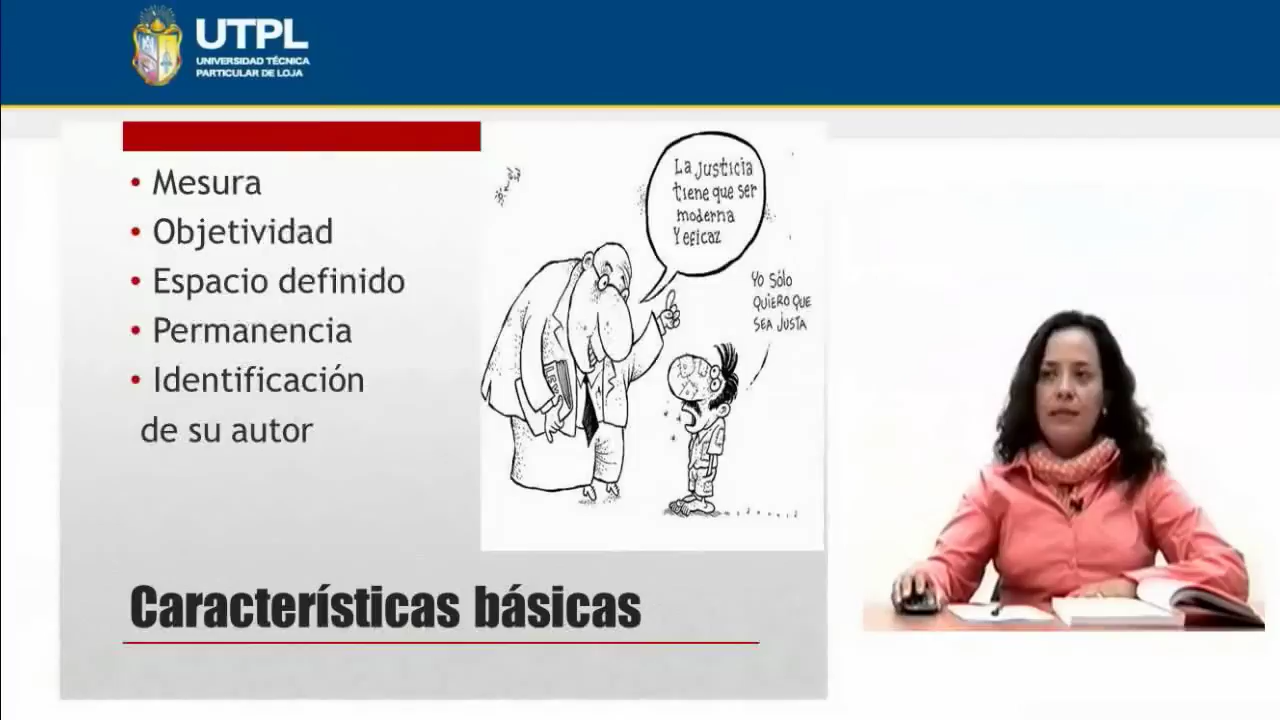 UTPL
UNIVERSIDAD TÉCNICA
PARTICULAR DE LOJA
• Mesura
• Objetividad
• Espacio definido
• Permanencia
• Identificación
de su autor
La justicia
tiene que ser
moderna
Y eficaz
Yo sólo
QUIERO QUE
SEA JUSTA
Características básicas